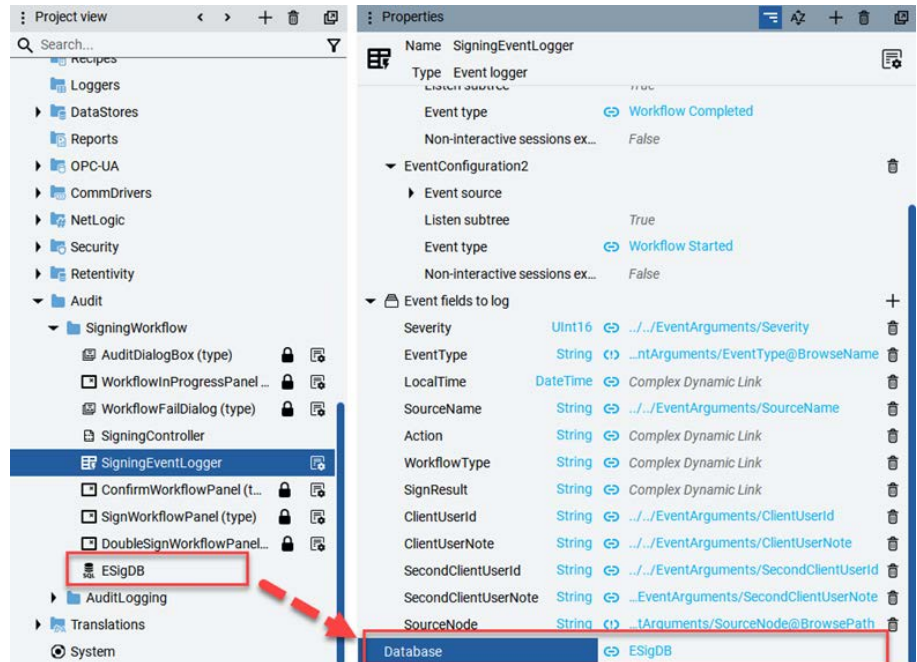 Project view
Search...
Recipes
Loggers
DataStores
Reports
OPC-UA
CommDrivers
NetLogic
Security
Retentivity
Audit
SigningWorkflow
AuditDialogBox (type)
WorkflowInProgressPanel ...
WorkflowFailDialog (type)
SigningController
SigningEventLogger
ConfirmWorkflowPanel (t...
SignWorkflowPanel (type)
DoubleSignWorkflowPanel...
SQL ESigDB
AuditLogging
Translations
System
Properties
Name SigningEventLogger
Type Event logger
Listen subtree True
Event type Workflow Completed
Non-interactive sessions ex... False
EventConfiguration2
Event source
Listen subtree True
Event type Workflow Started
Non-interactive sessions ex... False
Event fields to log
Severity UInt16 ../../EventArguments/Severity
EventType String ...ntArguments/EventType@BrowseName
LocalTime DateTime Complex Dynamic Link
SourceName String ../../EventArguments/SourceName
Action String Complex Dynamic Link
WorkflowType String Complex Dynamic Link
SignResult String Complex Dynamic Link
ClientUserId String ../../EventArguments/ClientUserId
ClientUserNote String ../../EventArguments/ClientUserNote
SecondClientUserId String ../../EventArguments/SecondClientUserId
SecondClientUserNote String ...EventArguments/SecondClientUserNote
SourceNode String ...tArguments/SourceNode@BrowsePath
Database ESigDB